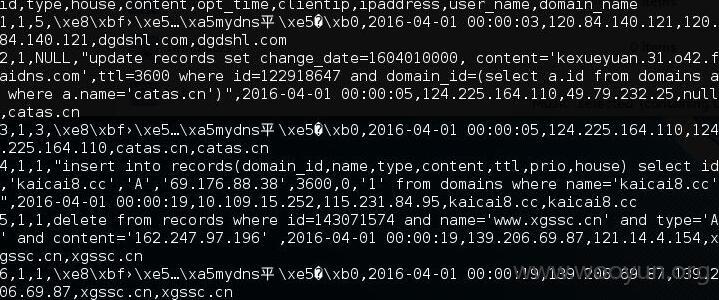 id,type,house,content,opt_time,clientip,ipaddress,user_name,domain_name
1,1,5,\xe8\xbf›\xe5…\xa5mydns平\xe5�\xb0,2016-04-01 00:00:03,120.84.140.121,120.
84.140.121,dgdshl.com,dgdshl.com
2,1,NULL,"update records set change_date=1604010000, content='kexueyuan.31.o42.f
aidns.com',ttl=3600 where id=122918647 and domain_id=(select a.id from domains a
where a.name='catas.cn')",2016-04-01 00:00:05,124.225.164.110,49.79.232.25,null
,catas.cn
3,1,3,\xe8\xbf›\xe5…\xa5mydns平\xe5�\xb0,2016-04-01 00:00:05,124.225.164.110,124
.225.164.110,catas.cn,catas.cn
4,1,1,"insert into records(domain_id,name,type,content,ttl,prio,house) select id
,'kaicai8.cc','A','69.176.88.38',3600,0,'1' from domains where name='kaicai8.cc'
",2016-04-01 00:00:19,10.109.15.252,115.231.84.95,kaicai8.cc,kaicai8.cc
5,1,1,delete from records where id=143071574 and name='www.xgssc.cn' and type='A
' and content='162.247.97.196' ,2016-04-01 00:00:19,139.206.69.87,121.14.4.154,x
gssc.cn,xgssc.cn
6,1,1,\xe8\xbf›\xe5…\xa5mydns平\xe5�\xb0,2016-04-01 00:00:19,139.206.69.87,139.2
06.69.87,xgssc.cn,xgssc.cn
www.wooyun.org